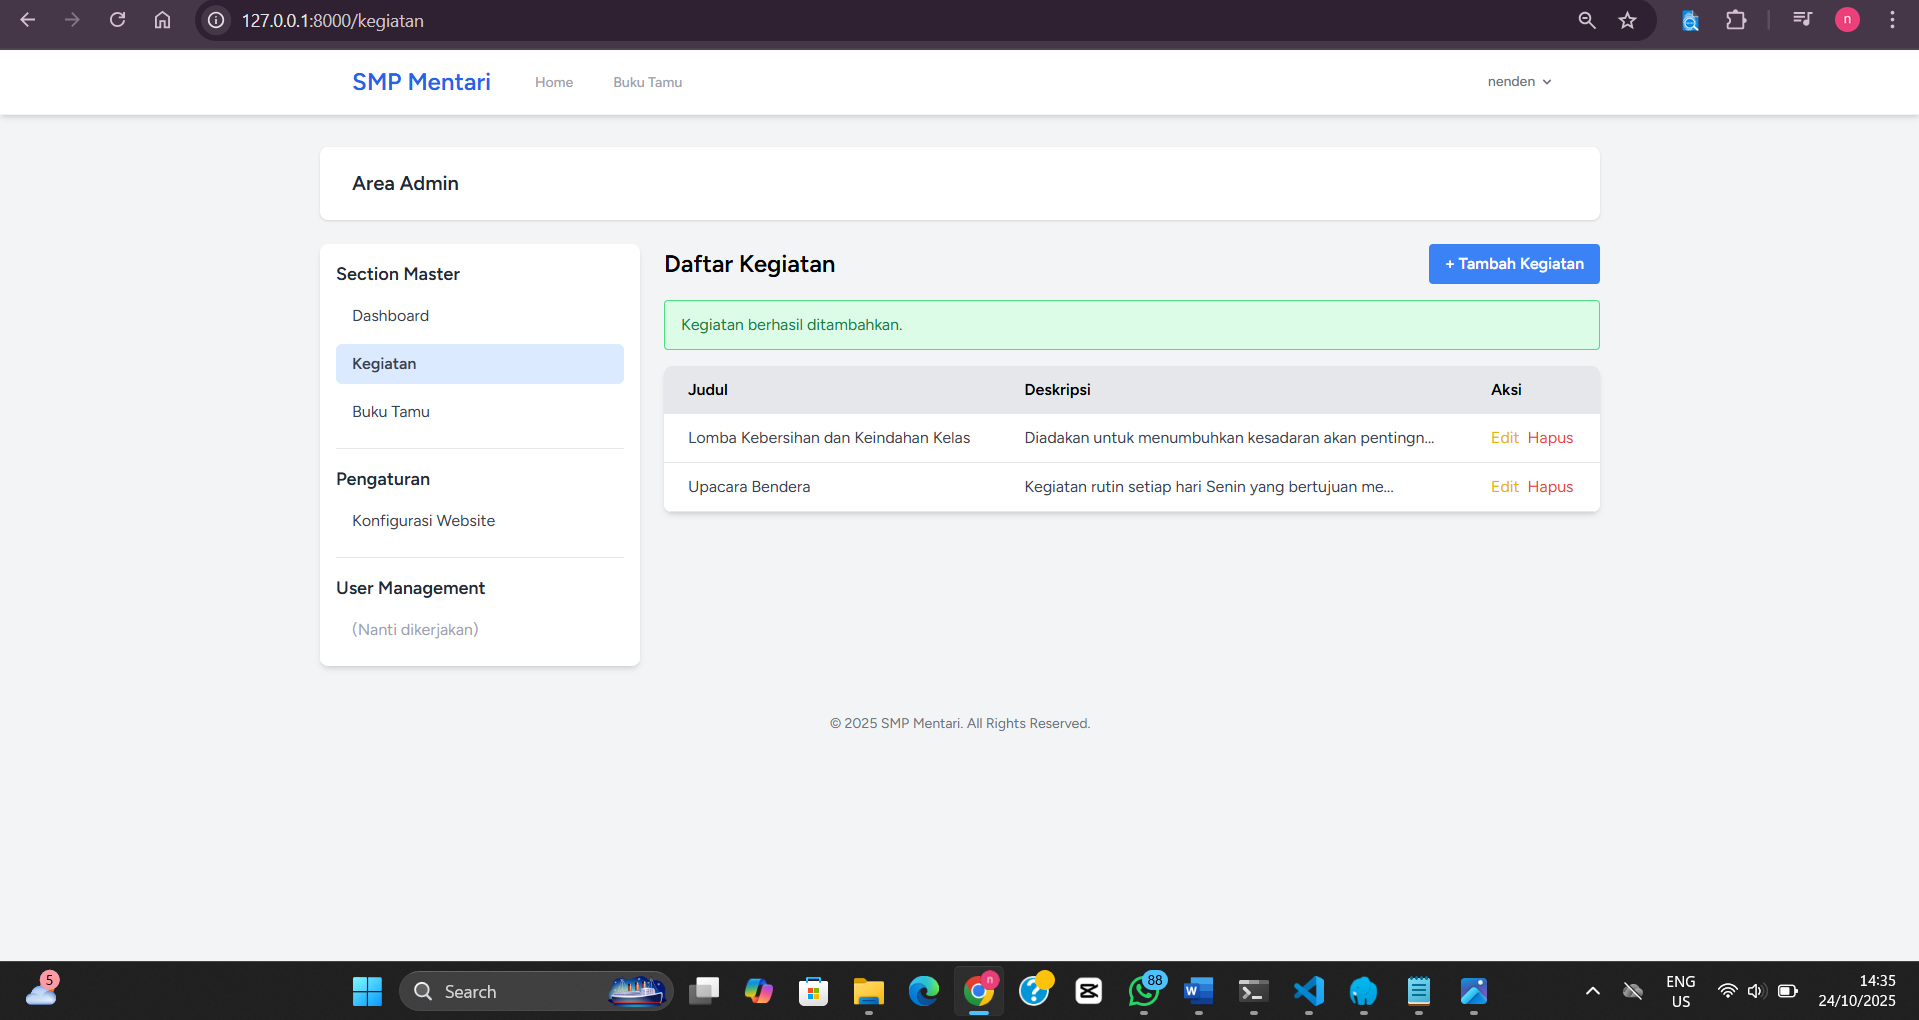 127.0.0.1:8000/kegiatan
n
SMP Mentari
Home
Buku Tamu
nenden
Area Admin
Section Master
Dashboard
Kegiatan
Buku Tamu
Pengaturan
Konfigurasi Website
User Management
(Nanti dikerjakan)
Daftar Kegiatan
+ Tambah Kegiatan
Kegiatan berhasil ditambahkan.
Judul Deskripsi Aksi
Lomba Kebersihan dan Keindahan Kelas Diadakan untuk menumbuhkan kesadaran akan pentingn... Edit Hapus
Upacara Bendera Kegiatan rutin setiap hari Senin yang bertujuan me... Edit Hapus
© 2025 SMP Mentari. All Rights Reserved.
5
Search
n
88
ENG
US
14:35
24/10/2025